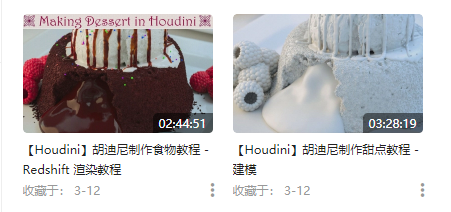 Making Dessert in Houdini
02:44:51
03:28:19
【Houdini】胡迪尼制作食物教程 -
Redshift 渲染教程
收藏于： 3-12
【Houdini】胡迪尼制作甜点教程 -
建模
收藏于： 3-12